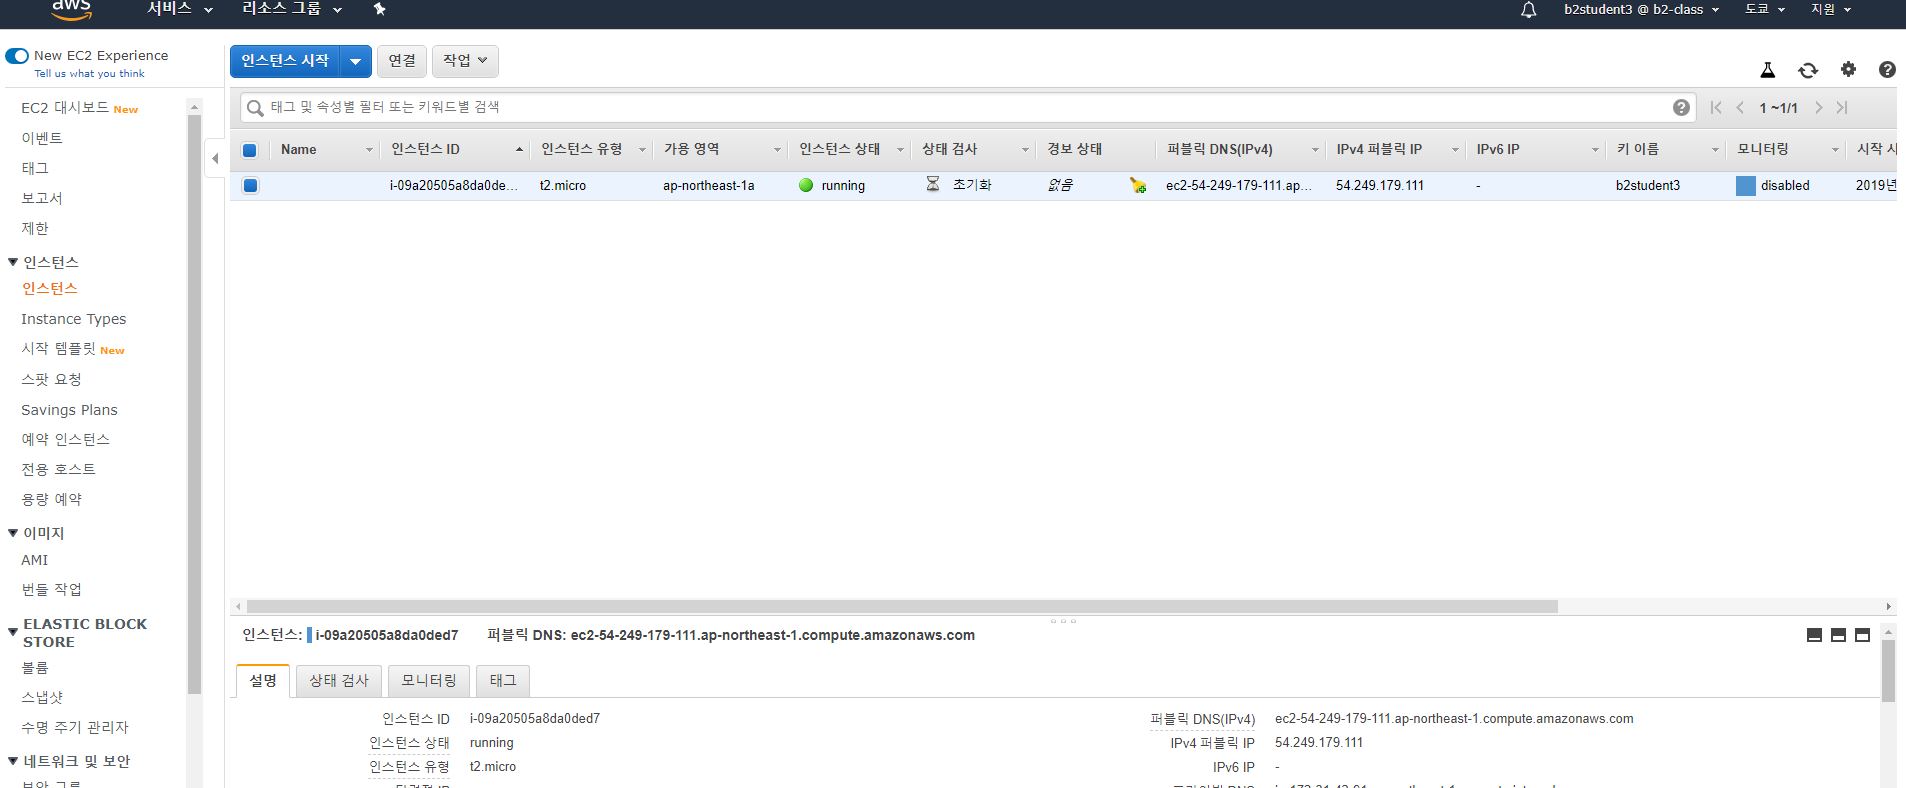 aws
서비스
리소스 그룹
b2student3 @ b2-class
도쿄
지원
New EC2 Experience
Tell us what you think
EC2 대시보드 New
이벤트
태그
보고서
제한
인스턴스
인스턴스
Instance Types
시작 템플릿 New
스팟 요청
Savings Plans
예약 인스턴스
전용 호스트
용량 예약
이미지
AMI
번들 작업
ELASTIC BLOCK
STORE
볼륨
스냅샷
수명 주기 관리자
네트워크 및 보안
보안 그룹
인스턴스 시작
연결
작업
태그 및 속성별 필터 또는 키워드별 검색
1 ~1/1
Name 인스턴스 ID 인스턴스 유형 가용 영역 인스턴스 상태 상태 검사 경보 상태 퍼블릭 DNS(IPv4) IPv4 퍼블릭 IP IPv6 IP 키 이름 모니터링 시작 시
i-09a20505a8da0de... t2.micro ap-northeast-1a running 초기화 없음 ec2-54-249-179-111.ap... 54.249.179.111 - b2student3 disabled 2019년
인스턴스: i-09a20505a8da0ded7 퍼블릭 DNS: ec2-54-249-179-111.ap-northeast-1.compute.amazonaws.com
설명 상태 검사 모니터링 태그
인스턴스 ID i-09a20505a8da0ded7 퍼블릭 DNS(IPv4) ec2-54-249-179-111.ap-northeast-1.compute.amazonaws.com
인스턴스 상태 running IPv4 퍼블릭 IP 54.249.179.111
인스턴스 유형 t2.micro IPv6 IP -